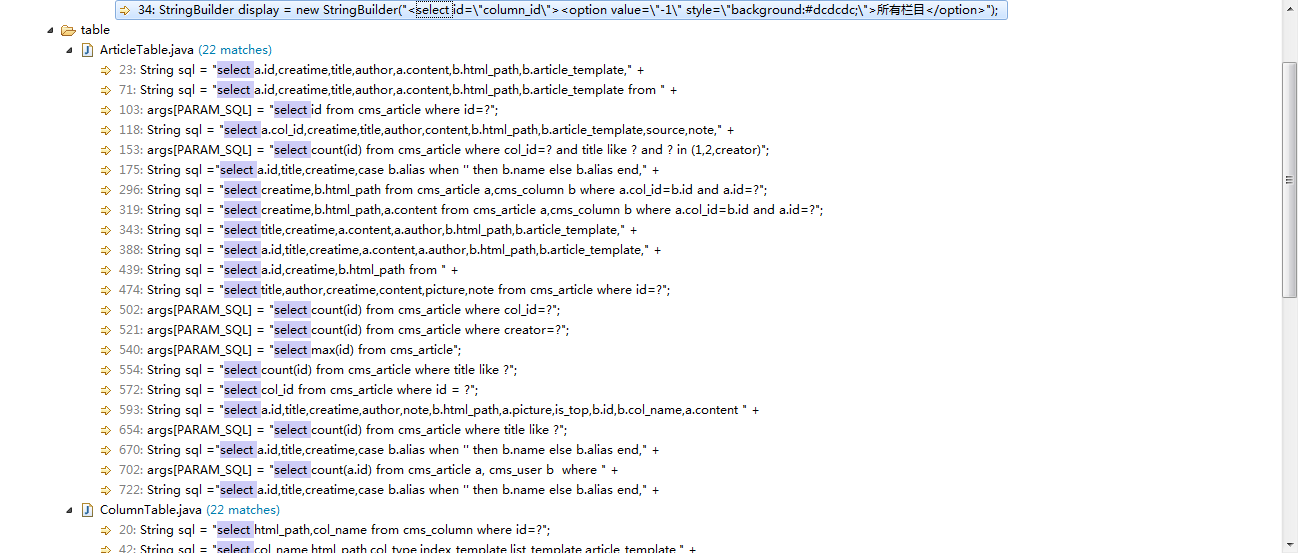 34: StringBuilder display = new StringBuilder("<select id=\"column_id\"><option value=\"-1\" style=\"background:#dcdcdc;\">所有栏目</option>");
table
ArticleTable.java (22 matches)
23: String sql = "select a.id,creatime,title,author,a.content,b.html_path,b.article_template," +
71: String sql = "select a.id,creatime,title,author,a.content,b.html_path,b.article_template from " +
103: args[PARAM_SQL] = "select id from cms_article where id=?";
118: String sql = "select a.col_id,creatime,title,author,content,b.html_path,b.article_template,source,note," +
153: args[PARAM_SQL] = "select count(id) from cms_article where col_id=? and title like ? and ? in (1,2,creator)";
175: String sql ="select a.id,title,creatime,case b.alias when '' then b.name else b.alias end," +
296: String sql = "select creatime,b.html_path from cms_article a,cms_column b where a.col_id=b.id and a.id=?";
319: String sql = "select creatime,b.html_path,a.content from cms_article a,cms_column b where a.col_id=b.id and a.id=?";
343: String sql = "select title,creatime,a.content,a.author,b.html_path,b.article_template," +
388: String sql = "select a.id,title,creatime,a.content,a.author,b.html_path,b.article_template," +
439: String sql = "select a.id,creatime,b.html_path from " +
474: String sql = "select title,author,creatime,content,picture,note from cms_article where id=?";
502: args[PARAM_SQL] = "select count(id) from cms_article where col_id=?";
521: args[PARAM_SQL] = "select count(id) from cms_article where creator=?";
540: args[PARAM_SQL] = "select max(id) from cms_article";
554: String sql = "select count(id) from cms_article where title like ?";
572: String sql = "select col_id from cms_article where id = ?";
593: String sql = "select a.id,title,creatime,author,note,b.html_path,a.picture,is_top,b.id,b.col_name,a.content " +
654: args[PARAM_SQL] = "select count(id) from cms_article where title like ?";
670: String sql ="select a.id,title,creatime,case b.alias when '' then b.name else b.alias end," +
702: args[PARAM_SQL] = "select count(a.id) from cms_article a, cms_user b  where " +
722: String sql ="select a.id,title,creatime,case b.alias when '' then b.name else b.alias end," +
ColumnTable.java (22 matches)
20: String sql = "select html_path,col_name from cms_column where id=?";
42: String sql = "select col_name,html_path,col_type,index_template,list_template,article_template," +